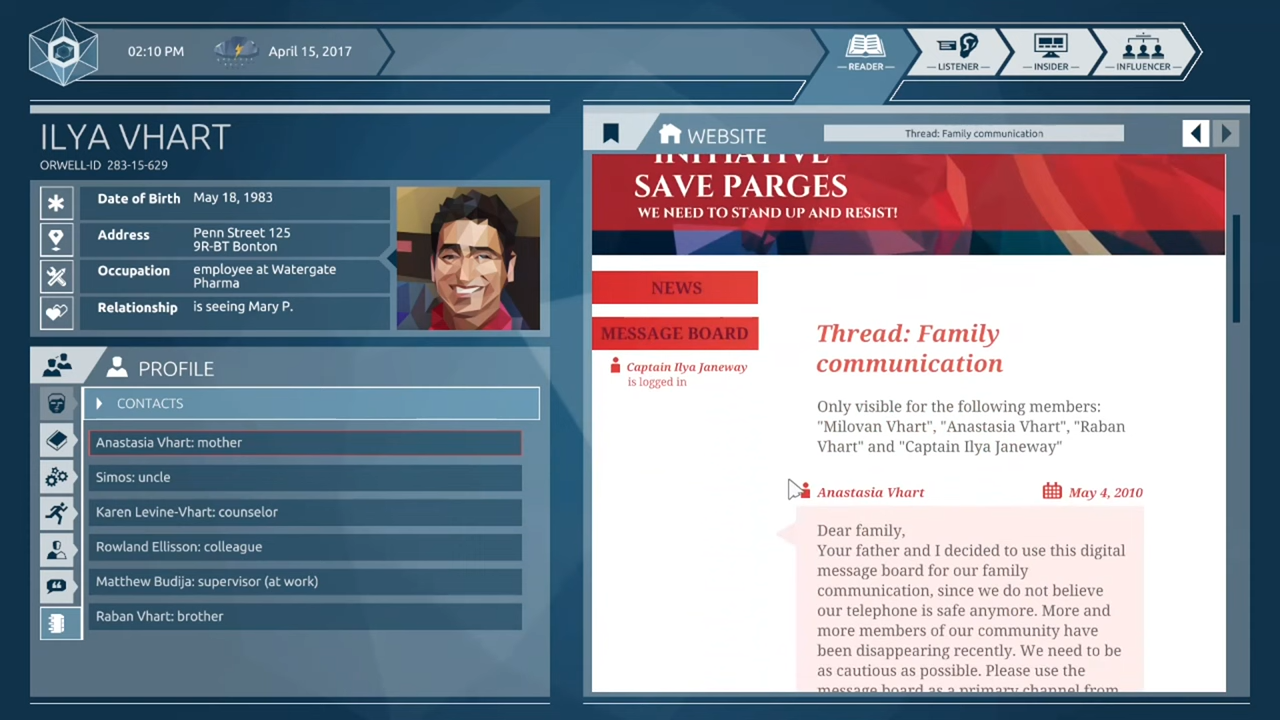 02:10 PM
April 15, 2017
READER
LISTENER
INSIDER
INFLUENCER
ILYA VHART
ORWELL-ID 283-15-629
Date of Birth May 18, 1983
Address Penn Street 125
9R-BT Bonton
Occupation employee at Watergate
Pharma
Relationship is seeing Mary P.
PROFILE
CONTACTS
Anastasia Vhart: mother
Simos: uncle
Karen Levine-Vhart: counselor
Rowland Ellisson: colleague
Matthew Budija: supervisor (at work)
Raban Vhart: brother
WEBSITE
Thread: Family communication
INITIATIVE
SAVE PARGES
WE NEED TO STAND UP AND RESIST!
NEWS
MESSAGE BOARD
Captain Ilya Janeway
is logged in
Thread: Family
communication
Only visible for the following members:
"Milovan Vhart", "Anastasia Vhart", "Raban
Vhart" and "Captain Ilya Janeway"
Anastasia Vhart May 4, 2010
Dear family,
Your father and I decided to use this digital
message board for our family
communication, since we do not believe
our telephone is safe anymore. More and
more members of our community have
been disappearing recently. We need to be
as cautious as possible. Please use the
message board as a primary channel from